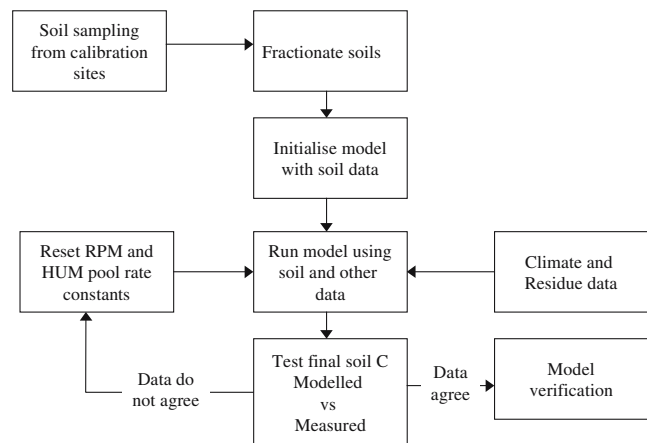 Soil sampling
from calibration
sites
Fractionate soils
Initialise model
with soil data
Reset RPM and
HUM pool rate
constants
Run model using
soil and other
data
Climate and
Residue data
Data do
not agree
Test final soil C
Modelled
vs
Measured
Data
agree
Model
verification